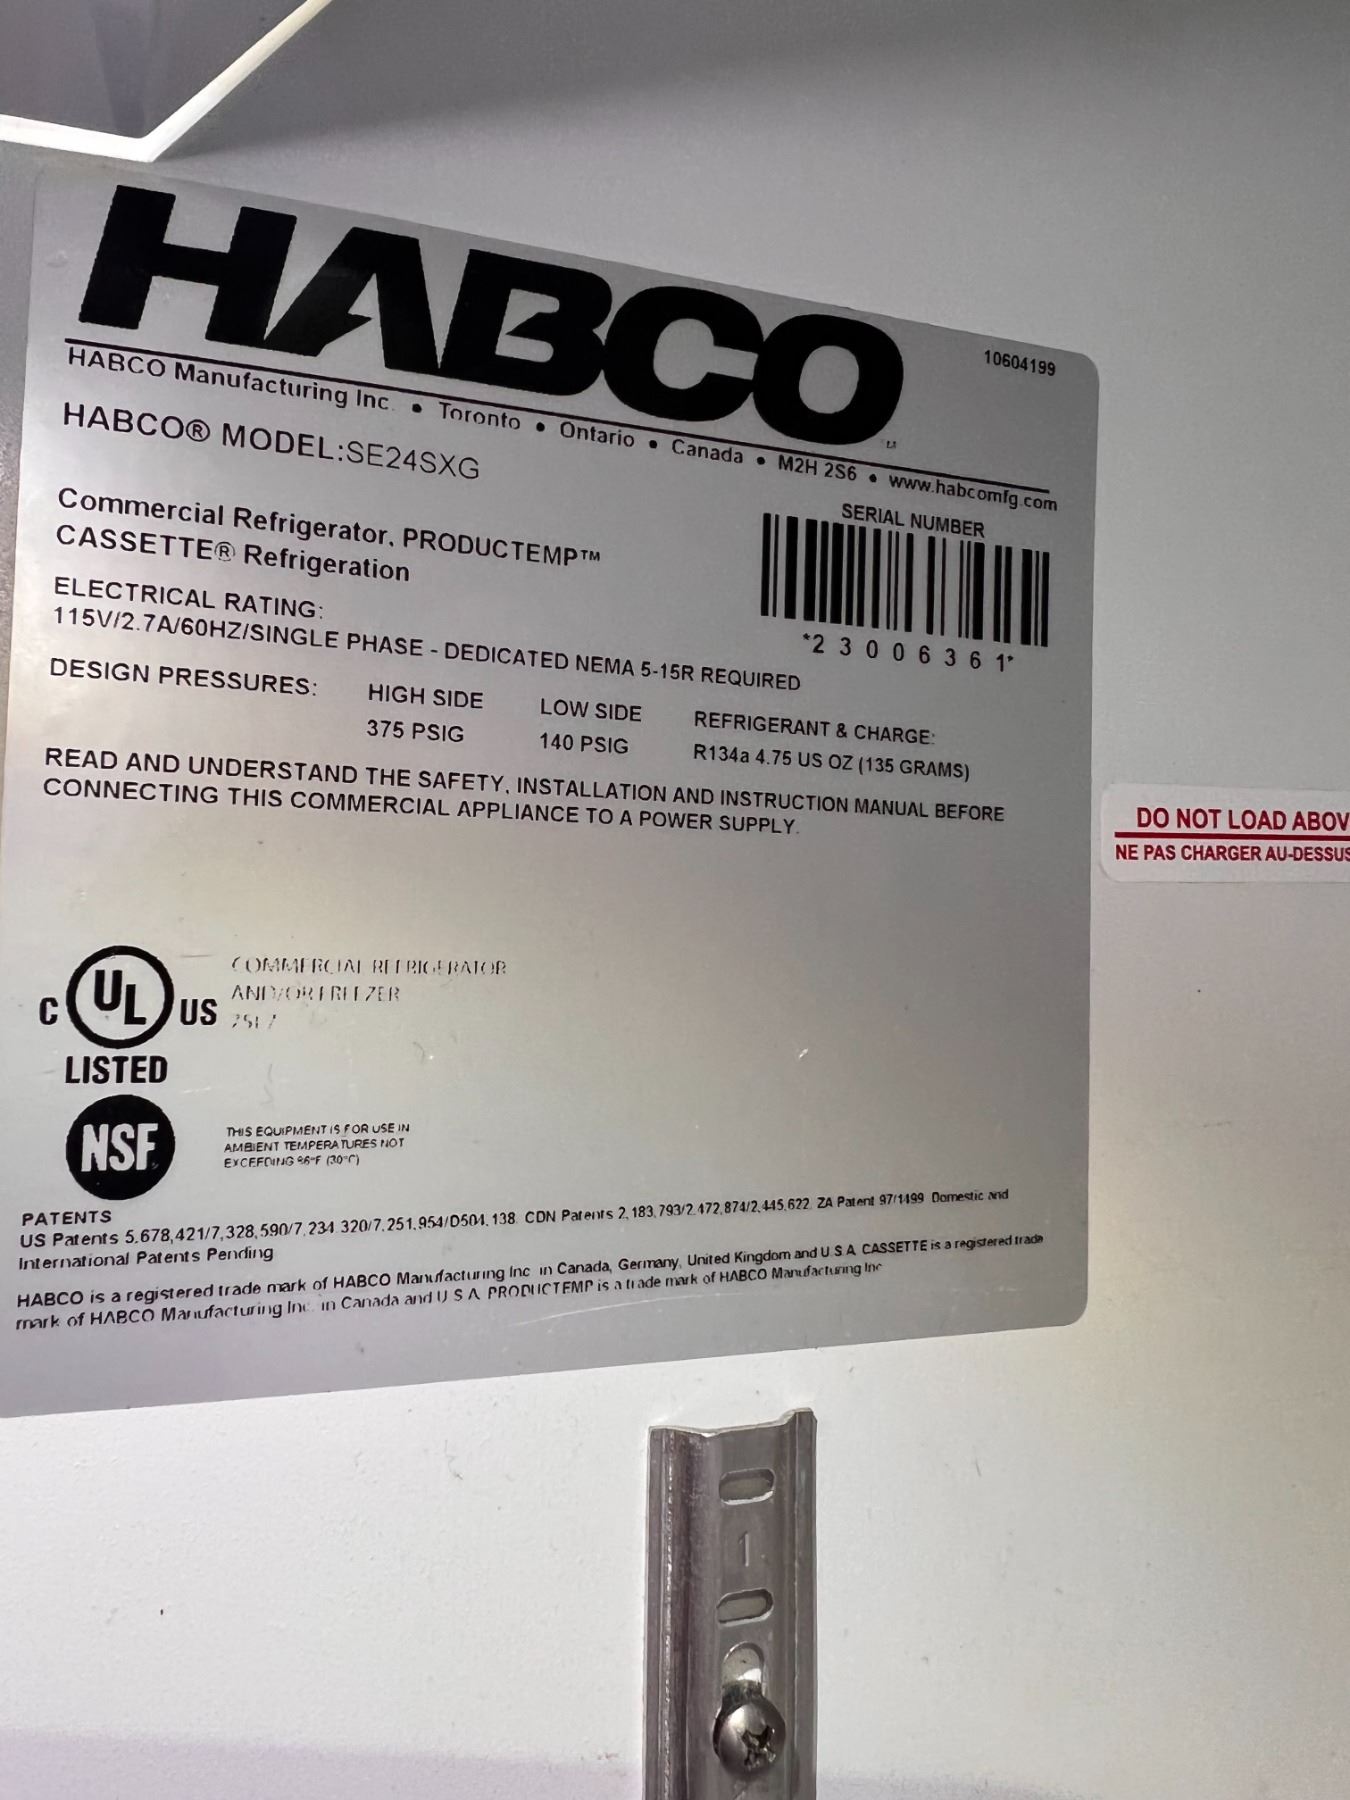 HABCO
10604199
HABCO Manufacturing Inc. • Toronto • Ontario • Canada • M2H 2S6 • www.habcomfg.com
HABCO® MODEL:SE24SXG
SERIAL NUMBER
*23006361*
Commercial Refrigerator, PRODUCTEMP™
CASSETTE® Refrigeration
ELECTRICAL RATING:
115V/2.7A/60HZ/SINGLE PHASE - DEDICATED NEMA 5-15R REQUIRED
DESIGN PRESSURES: HIGH SIDE LOW SIDE REFRIGERANT & CHARGE:
375 PSIG 140 PSIG R134a 4.75 US OZ (135 GRAMS)
READ AND UNDERSTAND THE SAFETY, INSTALLATION AND INSTRUCTION MANUAL BEFORE
CONNECTING THIS COMMERCIAL APPLIANCE TO A POWER SUPPLY.
DO NOT LOAD ABOV
NE PAS CHARGER AU-DESSUS
C UL US
LISTED
COMMERCIAL REFRIGERATOR
AND/OR FREEZER
NSF
THIS EQUIPMENT IS FOR USE IN
AMBIENT TEMPERATURES NOT
EXCEEDING 86°F (30°C)
PATENTS
US Patents 5,678,421/7,328,590/7,234,320/7,251,954/D504,138. CDN Patents 2,183,793/2,472,874/2,445,622. ZA Patent 97/1499 Domestic and
International Patents Pending
HABCO is a registered trade mark of HABCO Manufacturing Inc. in Canada, Germany, United Kingdom and U.S.A. CASSETTE is a registered trade
mark of HABCO Manufacturing Inc. in Canada and U.S.A. PRODUCTEMP is a trade mark of HABCO Manufacturing Inc
1